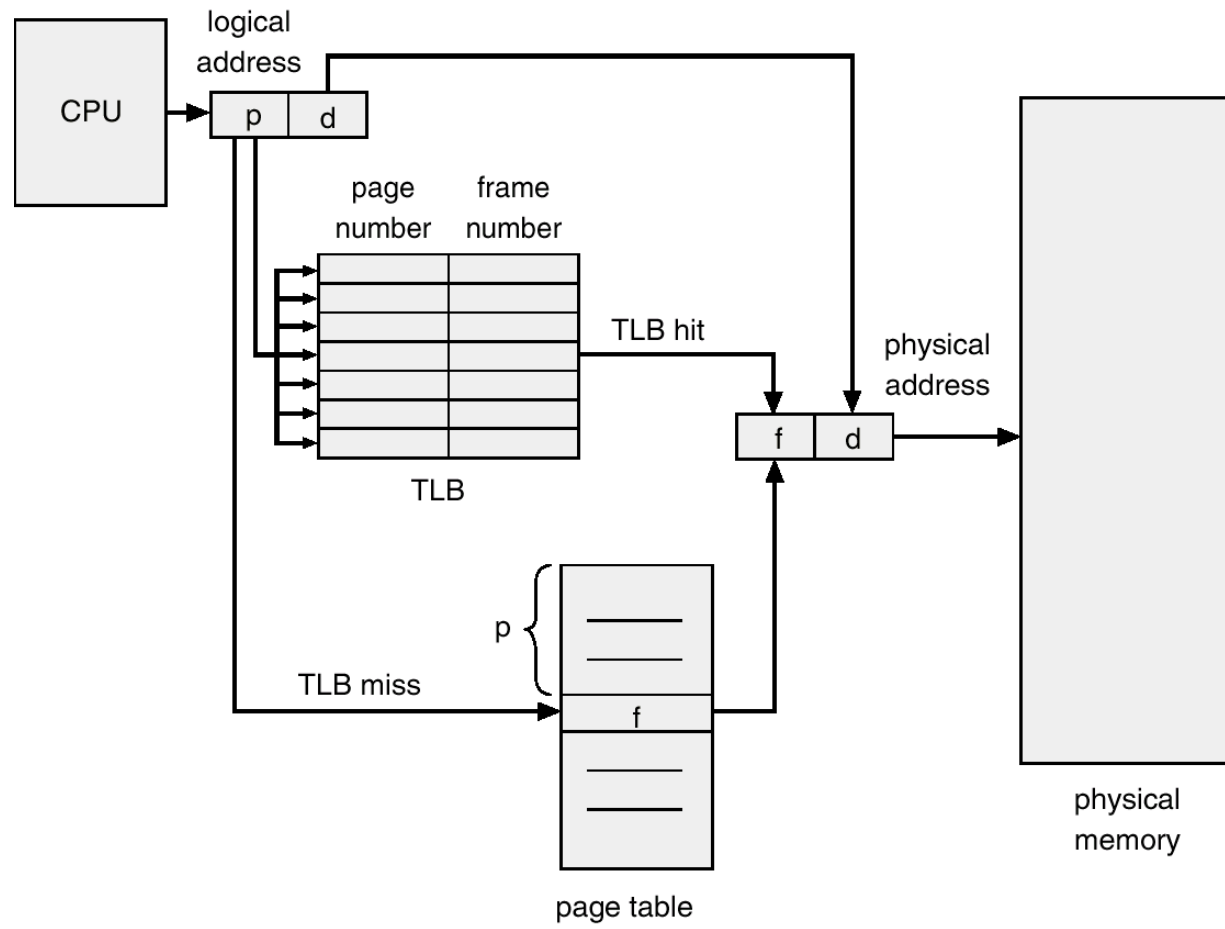 logical
address
CPU
p
d
page
number
frame
number
TLB hit
physical
address
f
d
TLB
p
TLB miss
f
physical
memory
page table